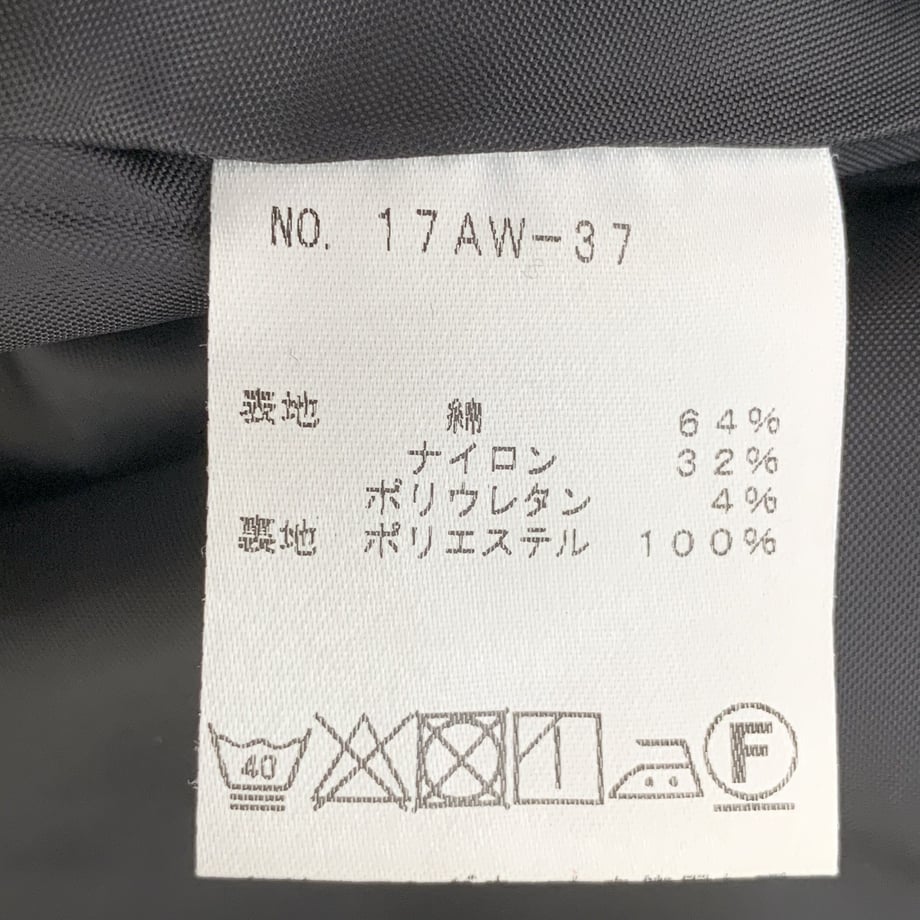 NO. 17AW-37
表地 綿 64%
ナイロン 32%
ポリウレタン 4%
裏地 ポリエステル 100%
40
F